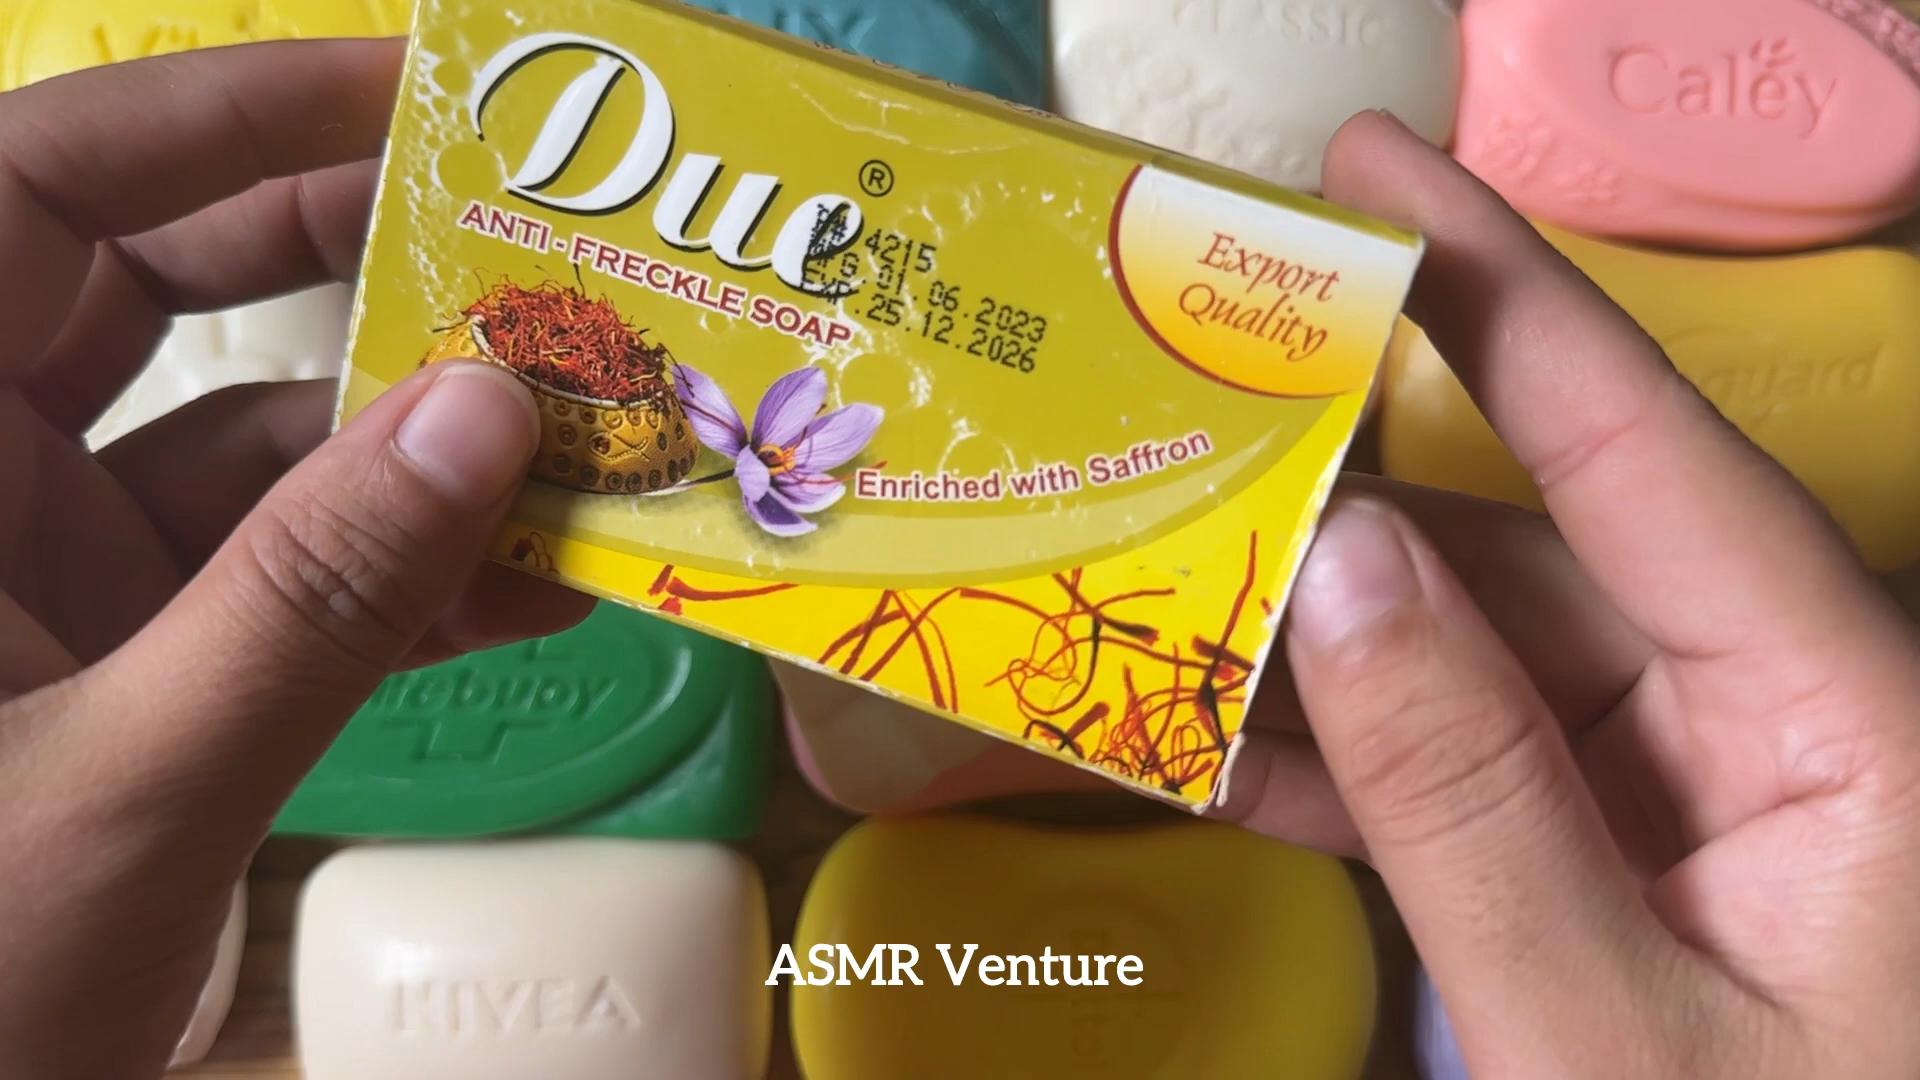 CLASSIC
Caley
Due®
ANTI - FRECKLE SOAP
4215
01.06.2023
EXP.25.12.2026
Export
Quality
Enriched with Saffron
NIVEA
ASMR Venture